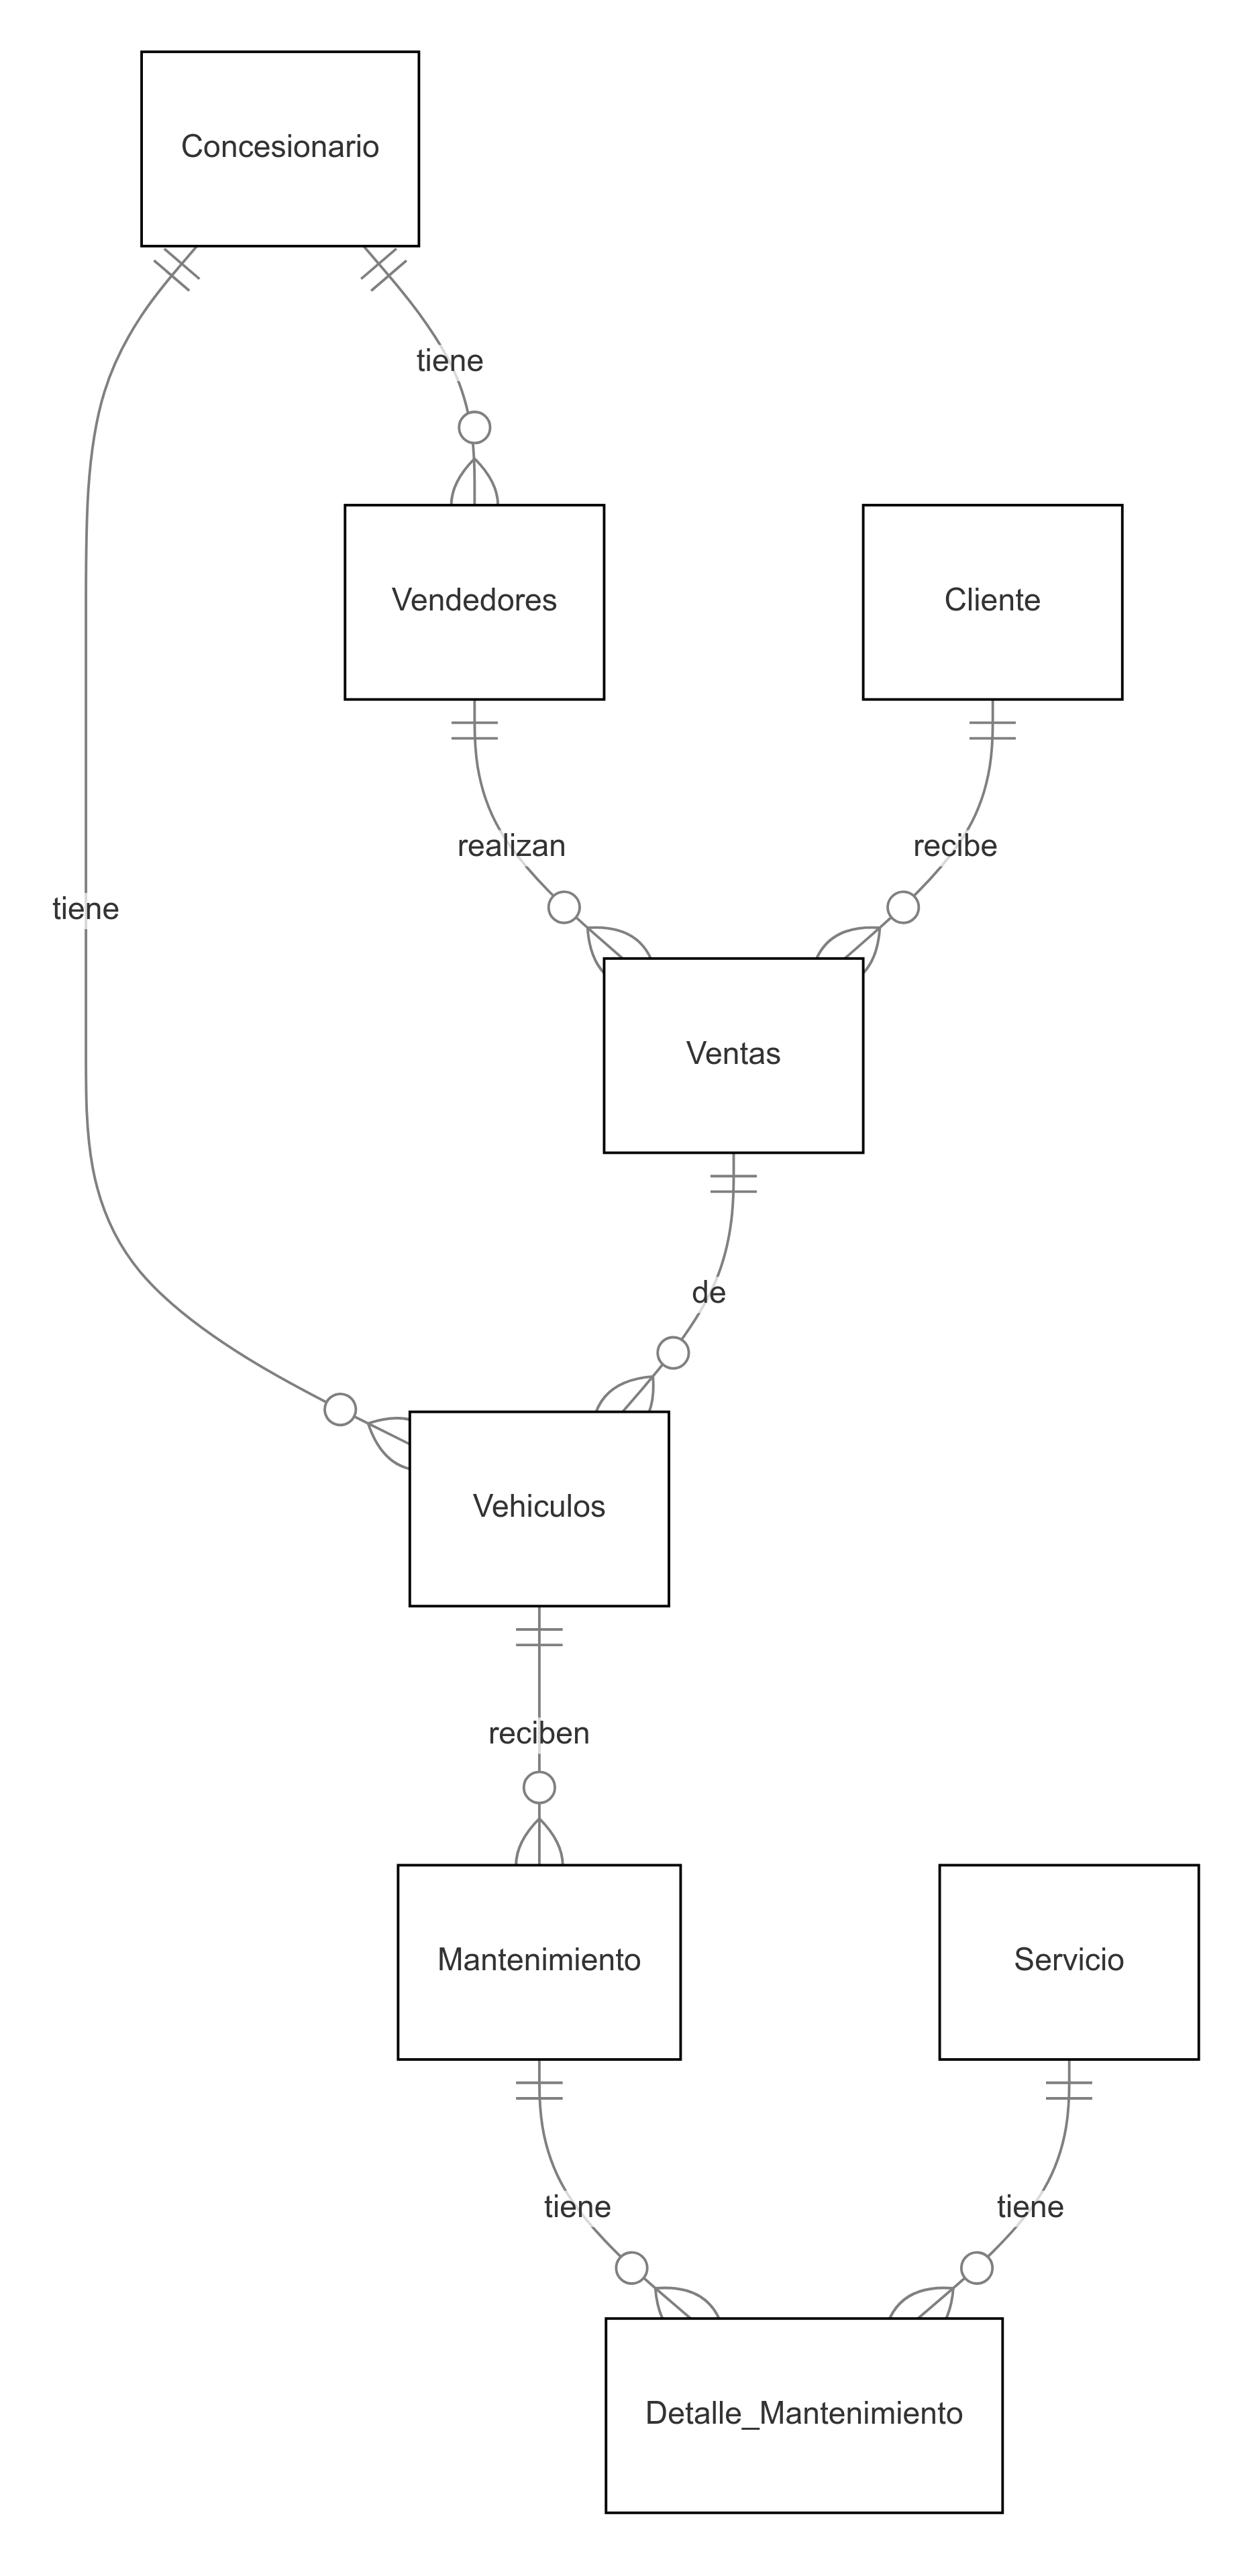 Concesionario
tiene
Vendedores
Cliente
realizan
recibe
tiene
Ventas
de
Vehiculos
reciben
Mantenimiento
Servicio
tiene
tiene
Detalle_Mantenimiento